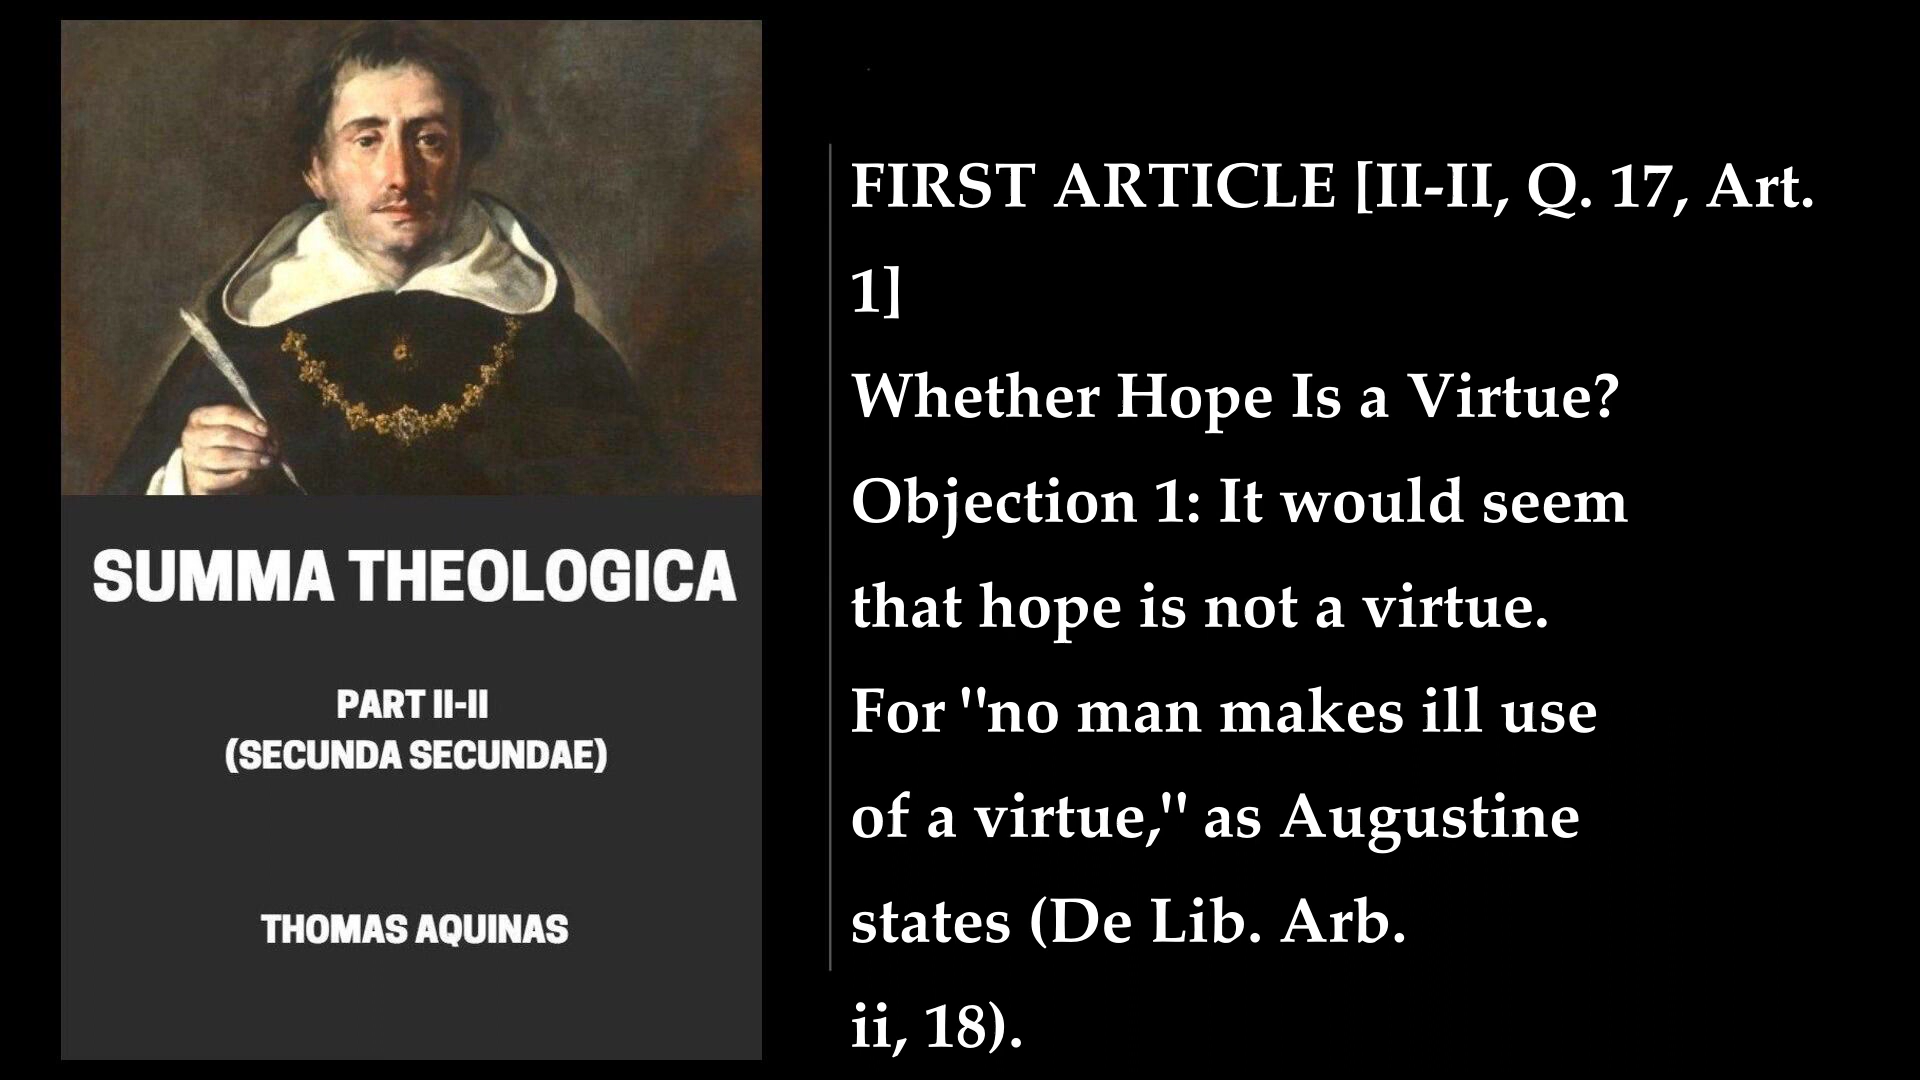 SUMMA THEOLOGICA
PART II-II
(SECUNDA SECUNDAE)
THOMAS AQUINAS
FIRST ARTICLE [II-II, Q. 17, Art.
1]
Whether Hope Is a Virtue?
Objection 1: It would seem
that hope is not a virtue.
For "no man makes ill use
of a virtue," as Augustine
states (De Lib. Arb.
ii, 18).